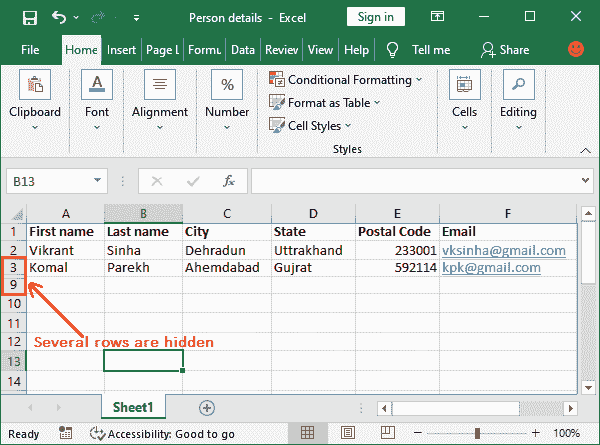 Person details - Excel
Sign in
File Home Insert Page L Formu Data Review View Help Tell me Share
Clipboard
Font
Alignment
%
Number
Conditional Formatting
Format as Table
Cell Styles
Styles
Cells
Editing
B13
fx
A B C D E F
1 First name Last name City State Postal Code Email
2 Vikrant Sinha Dehradun Uttrakhand 233001 vksinha@gmail.com
3 Komal Parekh Ahemdabad Gujrat 592114 kpk@gmail.com
9
10
11
12 Several rows are hidden
13
14
Sheet1
Ready Accessibility: Good to go 100%